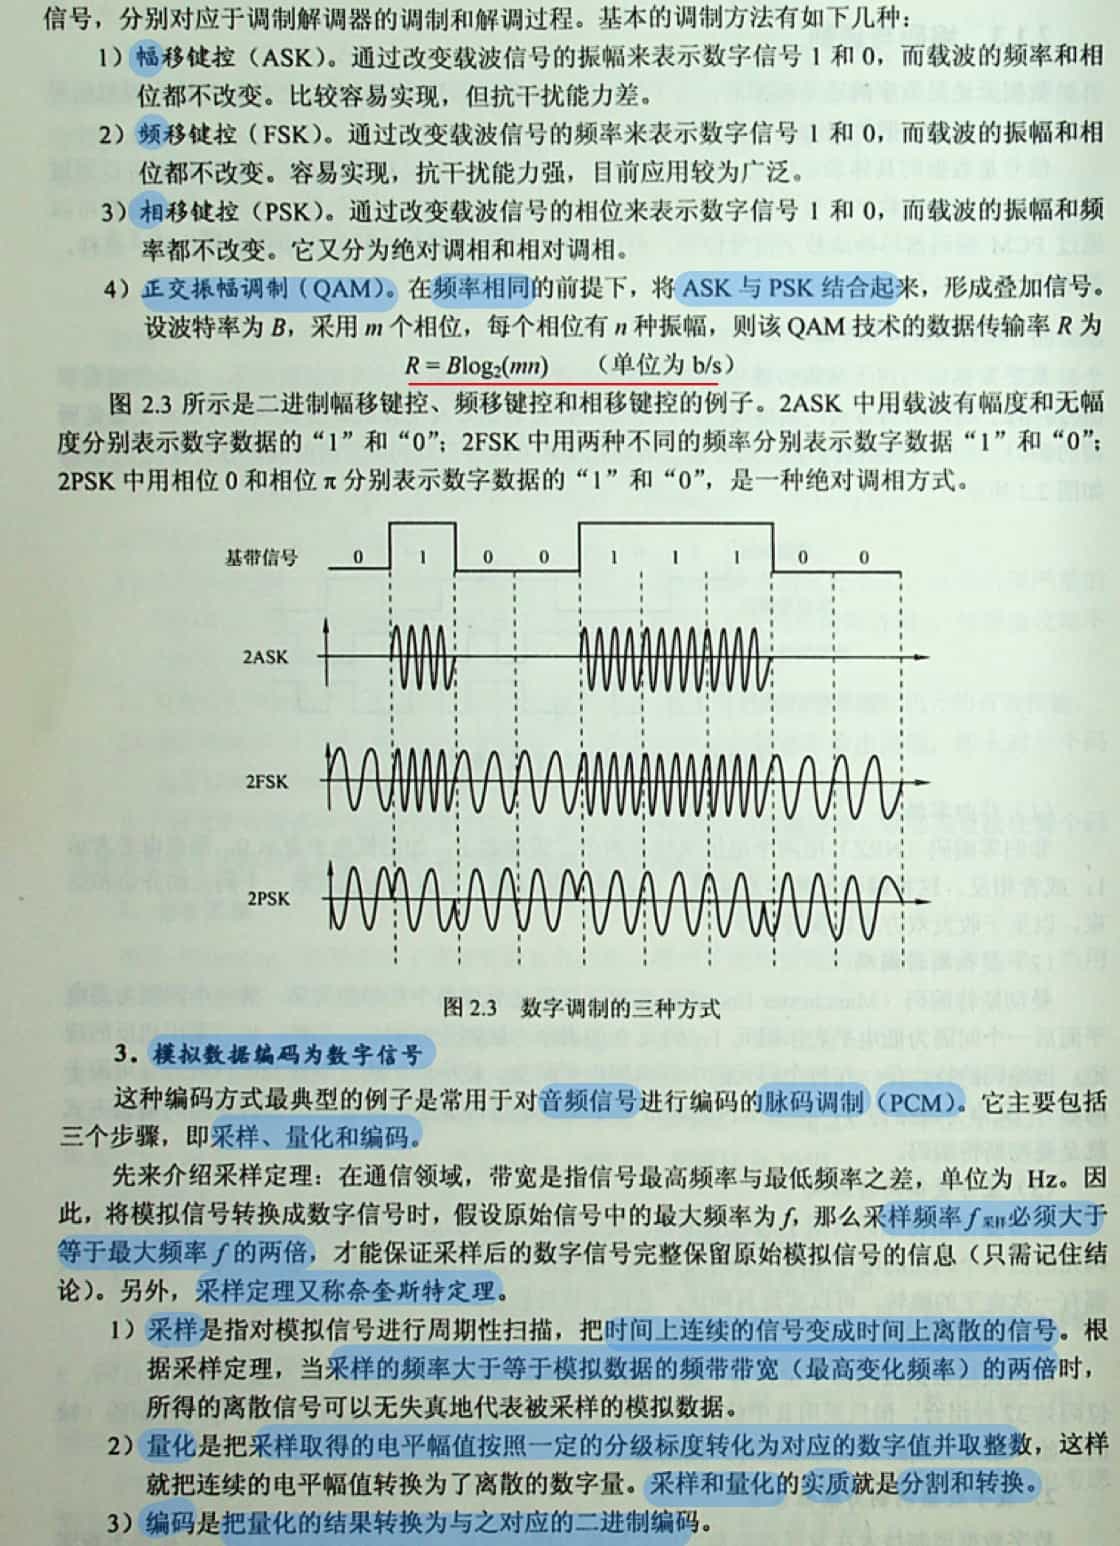 信号，分别对应于调制解调器的调制和解调过程。基本的调制方法有如下几种：
1）幅移键控（ASK）。通过改变载波信号的振幅来表示数字信号 1 和 0，而载波的频率和相
位都不改变。比较容易实现，但抗干扰能力差。
2）频移键控（FSK）。通过改变载波信号的频率来表示数字信号 1 和 0，而载波的振幅和相
位都不改变。容易实现，抗干扰能力强，目前应用较为广泛。
3）相移键控（PSK）。通过改变载波信号的相位来表示数字信号 1 和 0，而载波的振幅和频
率都不改变。它又分为绝对调相和相对调相。
4）正交振幅调制（QAM）。在频率相同的前提下，将 ASK 与 PSK 结合起来，形成叠加信号。
设波特率为 B，采用 m 个相位，每个相位有 n 种振幅，则该 QAM 技术的数据传输率 R 为
R = Blog₂(mn) （单位为 b/s）
图 2.3 所示是二进制幅移键控、频移键控和相移键控的例子。2ASK 中用载波有幅度和无幅
度分别表示数字数据的“1”和“0”；2FSK 中用两种不同的频率分别表示数字数据“1”和“0”；
2PSK 中用相位 0 和相位 π 分别表示数字数据的“1”和“0”，是一种绝对调相方式。
基带信号 0 1 0 0 1 1 1 0 0
2ASK
2FSK
2PSK
图 2.3 数字调制的三种方式
3．模拟数据编码为数字信号
这种编码方式最典型的例子是常用于对音频信号进行编码的脉码调制（PCM）。它主要包括
三个步骤，即采样、量化和编码。
先来介绍采样定理：在通信领域，带宽是指信号最高频率与最低频率之差，单位为 Hz。因
此，将模拟信号转换成数字信号时，假设原始信号中的最大频率为 f，那么采样频率 f采样必须大于
等于最大频率 f 的两倍，才能保证采样后的数字信号完整保留原始模拟信号的信息（只需记住结
论）。另外，采样定理又称奈奎斯特定理。
1）采样是指对模拟信号进行周期性扫描，把时间上连续的信号变成时间上离散的信号。根
据采样定理，当采样的频率大于等于模拟数据的频带带宽（最高变化频率）的两倍时，
所得的离散信号可以无失真地代表被采样的模拟数据。
2）量化是把采样取得的电平幅值按照一定的分级标度转化为对应的数字值并取整数，这样
就把连续的电平幅值转换为了离散的数字量。采样和量化的实质就是分割和转换。
3）编码是把量化的结果转换为与之对应的二进制编码。